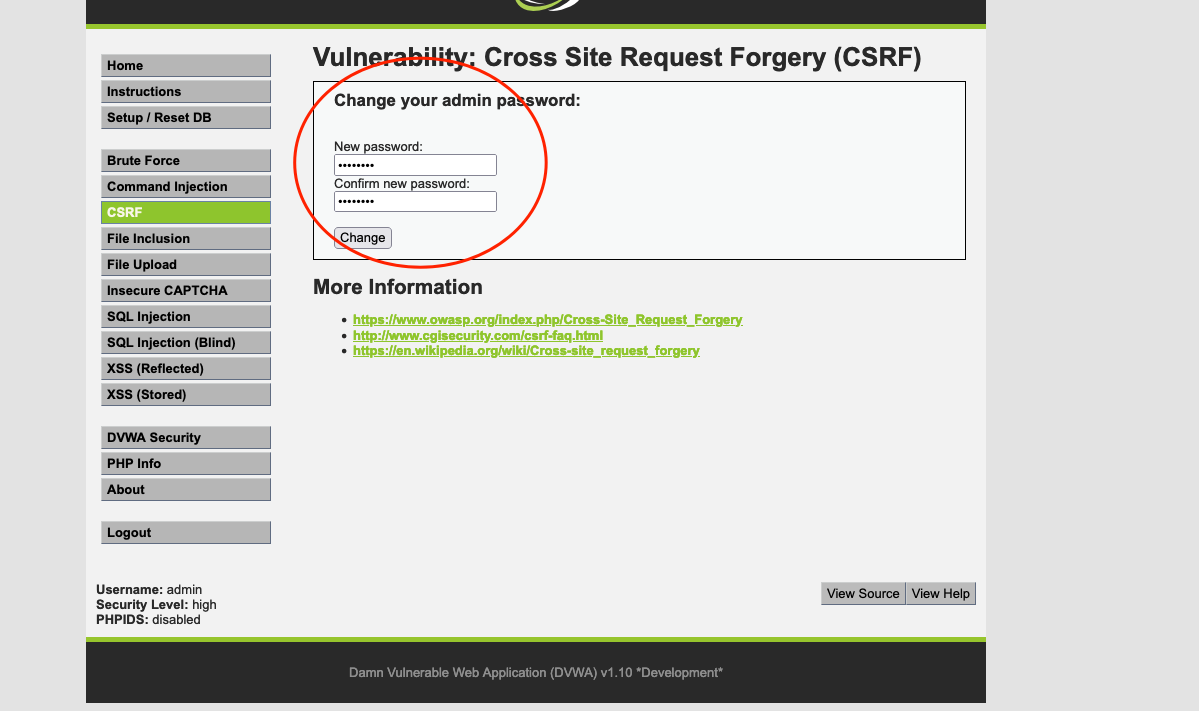 Vulnerability: Cross Site Request Forgery (CSRF)
Home
Instructions
Setup / Reset DB
Brute Force
Command Injection
CSRF
File Inclusion
File Upload
Insecure CAPTCHA
SQL Injection
SQL Injection (Blind)
XSS (Reflected)
XSS (Stored)
DVWA Security
PHP Info
About
Logout
Change your admin password:
New password:
••••••••
Confirm new password:
••••••••
Change
More Information
• https://www.owasp.org/index.php/Cross-Site_Request_Forgery
• http://www.cgisecurity.com/csrf-faq.html
• https://en.wikipedia.org/wiki/Cross-site_request_forgery
Username: admin
Security Level: high
PHPIDS: disabled
View Source View Help
Damn Vulnerable Web Application (DVWA) v1.10 *Development*